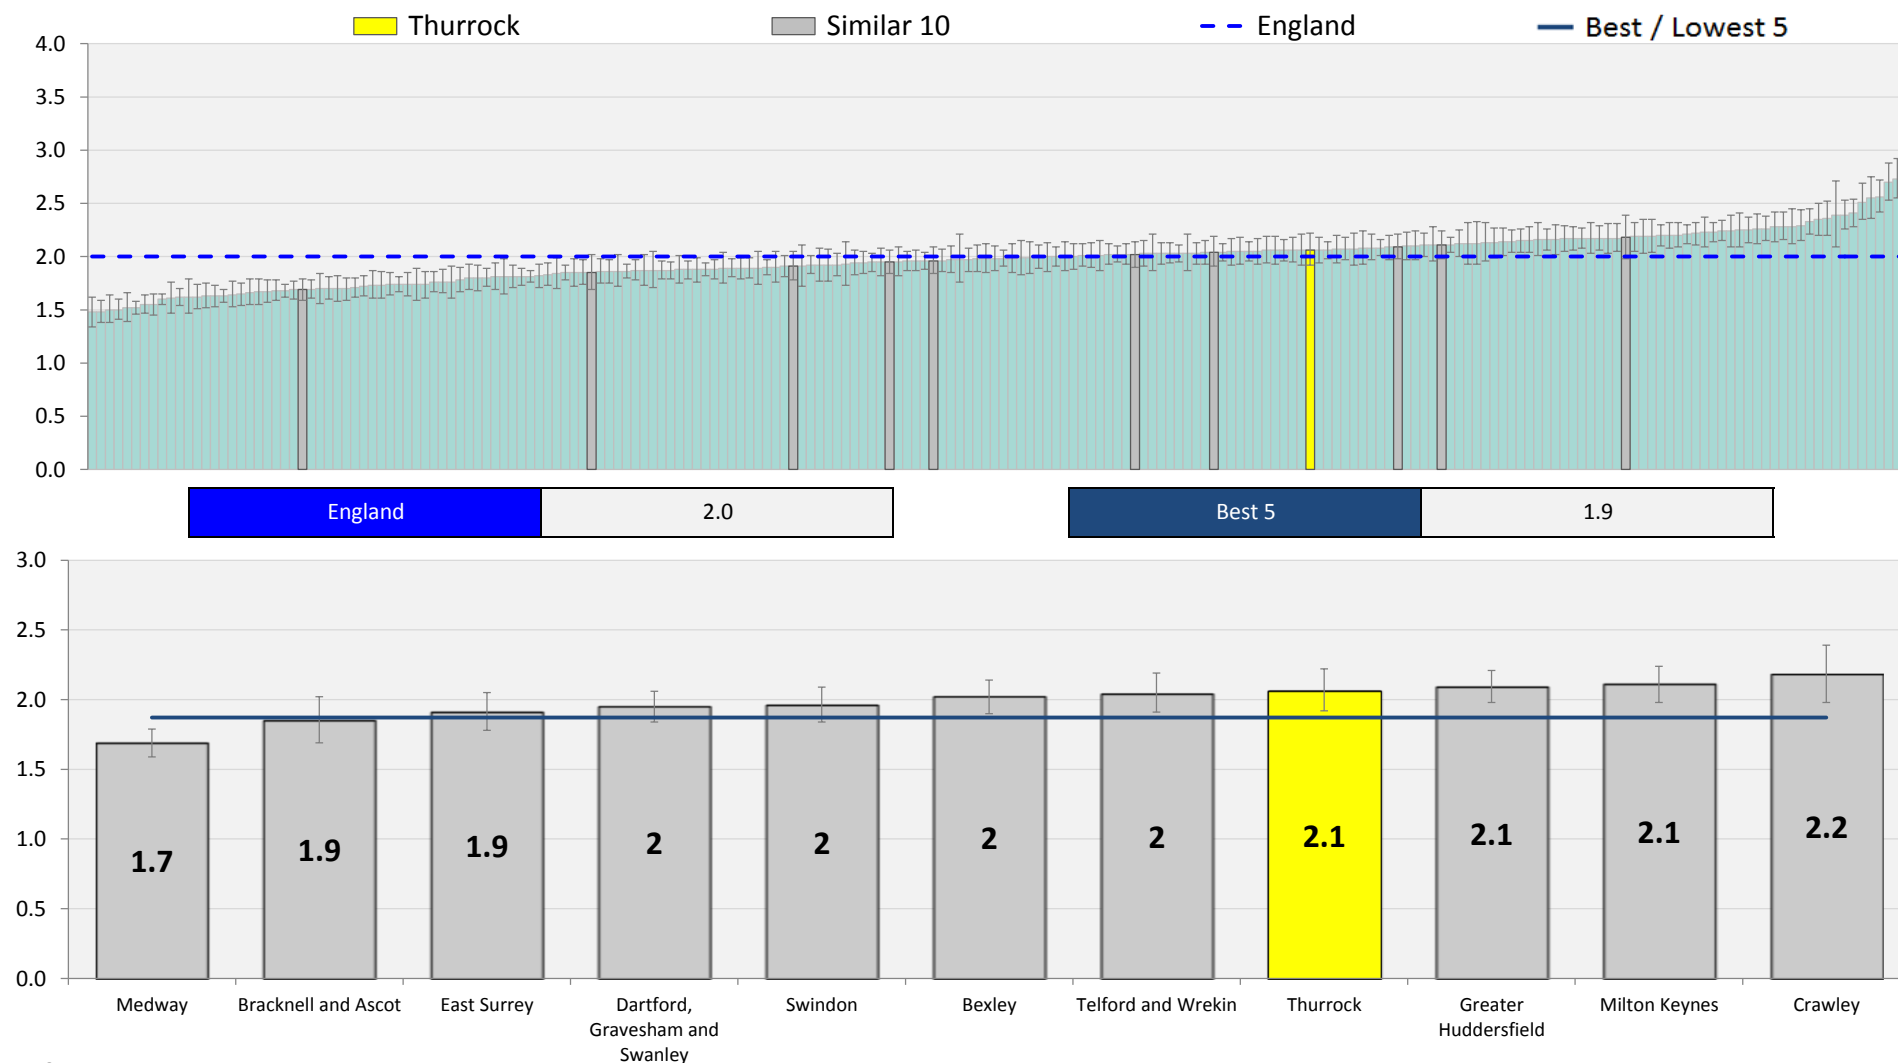 Thurrock
Similar 10
England
Best / Lowest 5
4.0
3.5
3.0
2.5
2.0
1.5
1.0
0.5
0.0
England
2.0
Best 5
1.9
3.0
2.5
2.0
1.5
1.0
0.5
0.0
1.7
1.9
1.9
2
2
2
2
2.1
2.1
2.1
2.2
Medway
Bracknell and Ascot
East Surrey
Dartford,
Gravesham and
Swanley
Swindon
Bexley
Telford and Wrekin
Thurrock
Greater
Huddersfield
Milton Keynes
Crawley